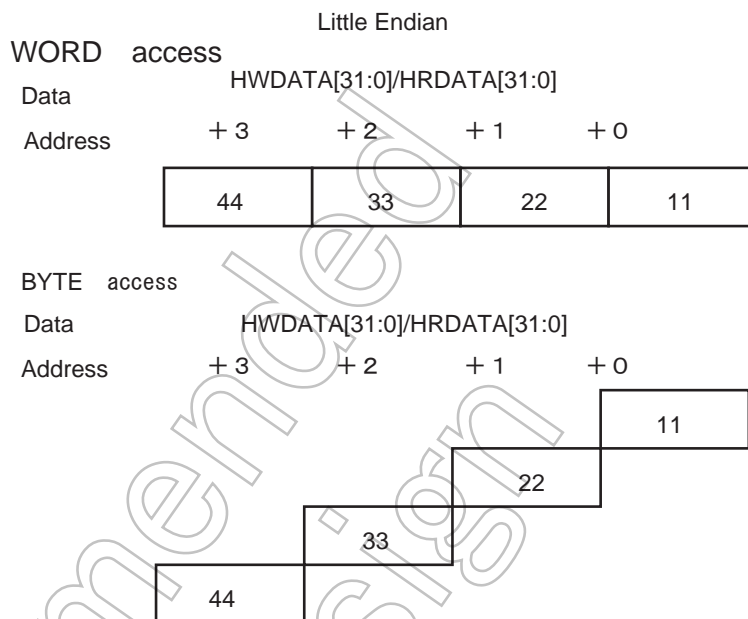 Little Endian
WORD access
Data HWDATA[31:0]/HRDATA[31:0]
Address +3 +2 +1 +0
44 33 22 11
BYTE access
Data HWDATA[31:0]/HRDATA[31:0]
Address +3 +2 +1 +0
11
22
33
44